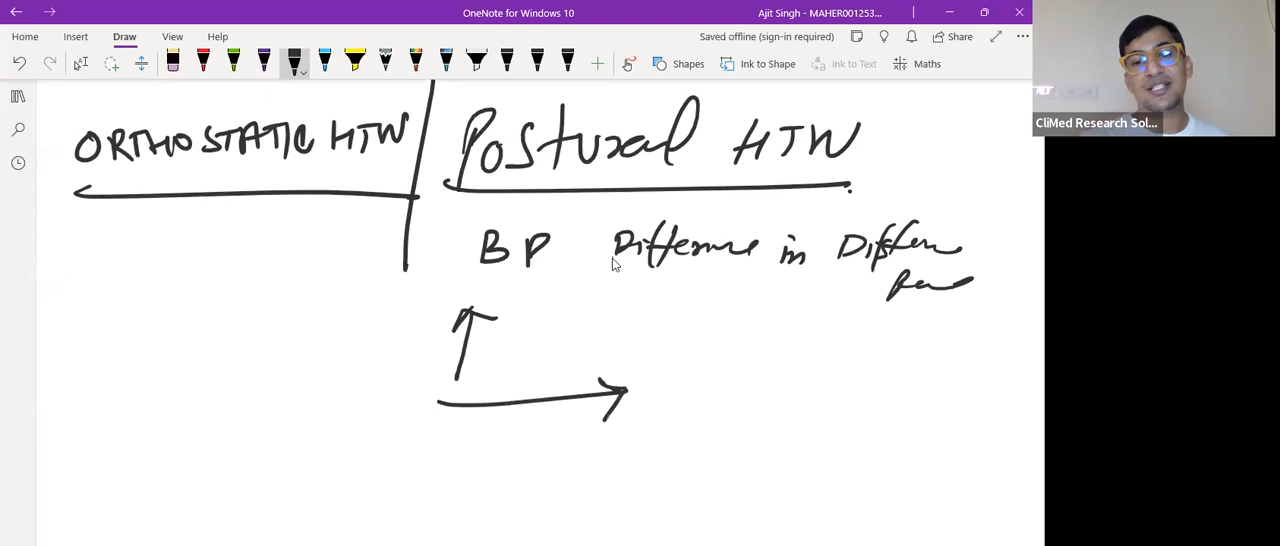 OneNote for Windows 10
Ajit Singh - MAHER001253...
Home Insert Draw View Help
Saved offline (sign-in required)
Share
Shapes
Ink to Shape
Ink to Text
Maths
CliMed Research Sol...
ORTHOSTATIC HTN
Postural HTN
BP Difference in Differen